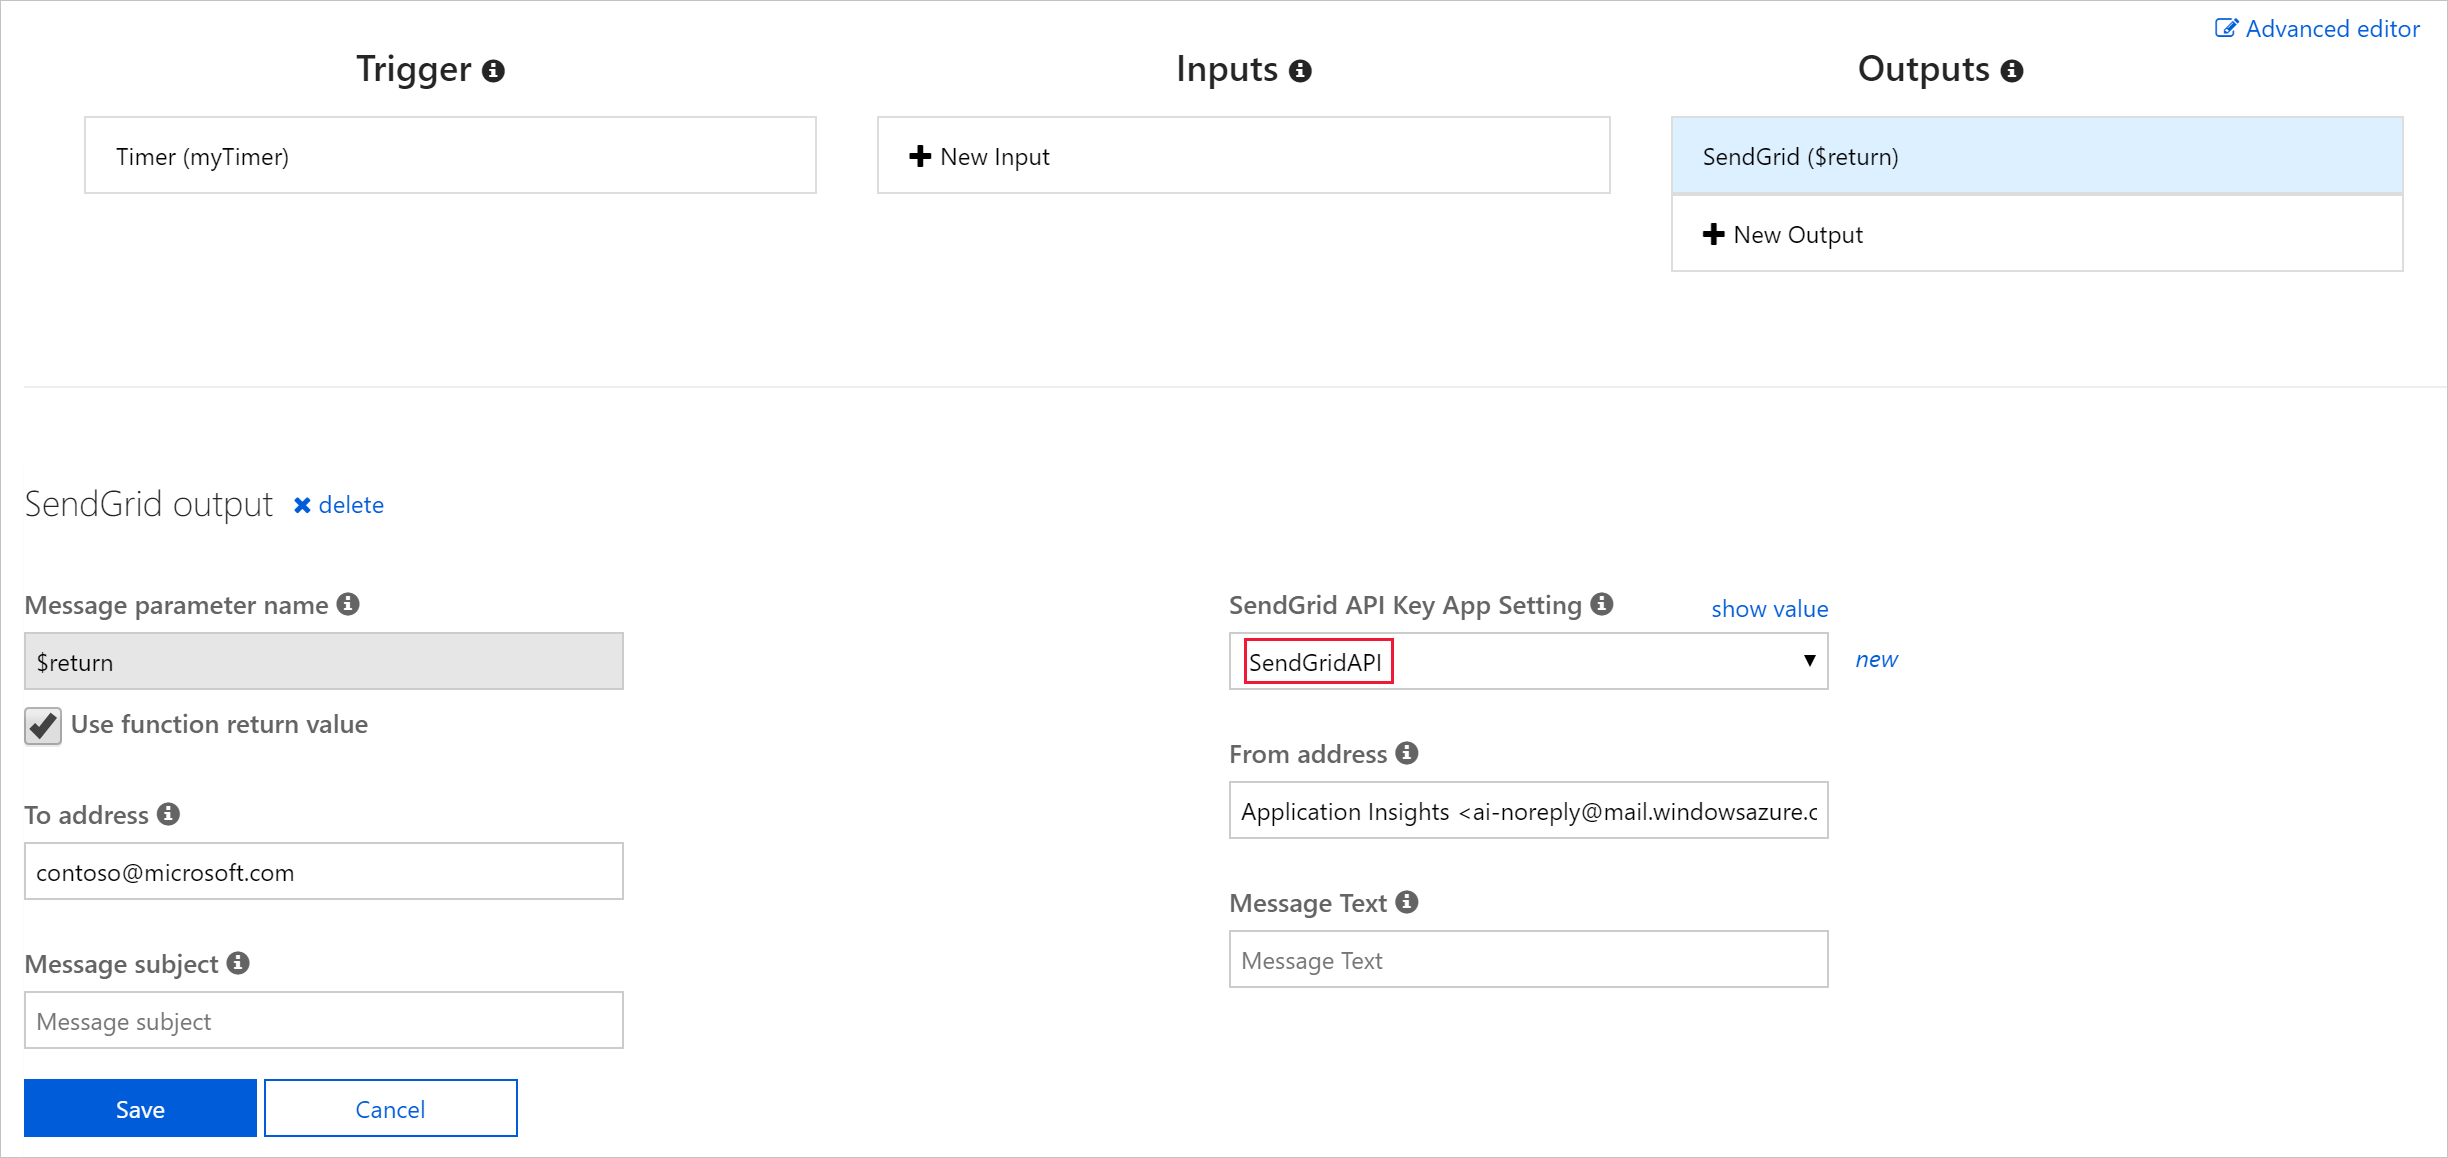 Advanced editor
Trigger
Inputs
Outputs
Timer (myTimer)
New Input
SendGrid ($return)
New Output
SendGrid output
delete
Message parameter name
$return
Use function return value
To address
contoso@microsoft.com
Message subject
Message subject
SendGrid API Key App Setting
show value
SendGridAPI
new
From address
Application Insights <ai-noreply@mail.windowsazure.c
Message Text
Message Text
Save
Cancel